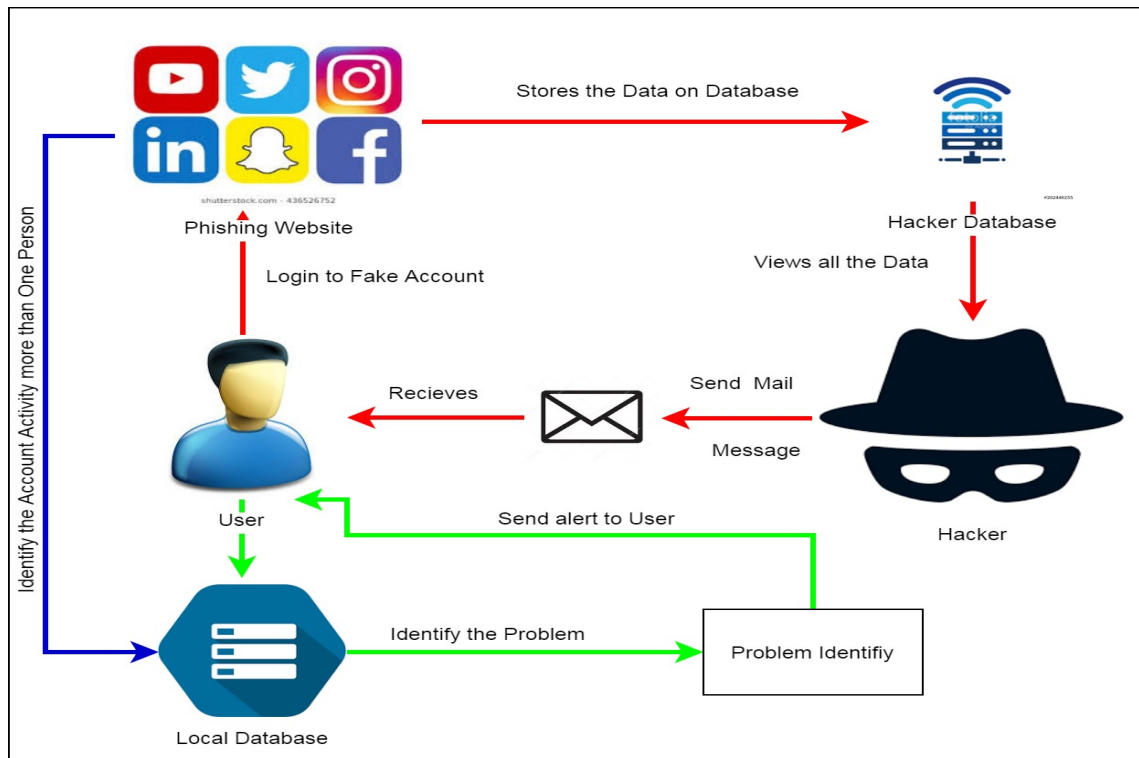 Stores the Data on Database
in
f
shutterstock.com - 436526752
#202440255
Phishing Website
Hacker Database
Login to Fake Account
Views all the Data
Identify the Account Activity more than One Person
Recieves
Send Mail
Message
User
Send alert to User
Hacker
Identify the Problem
Problem Identifiy
Local Database